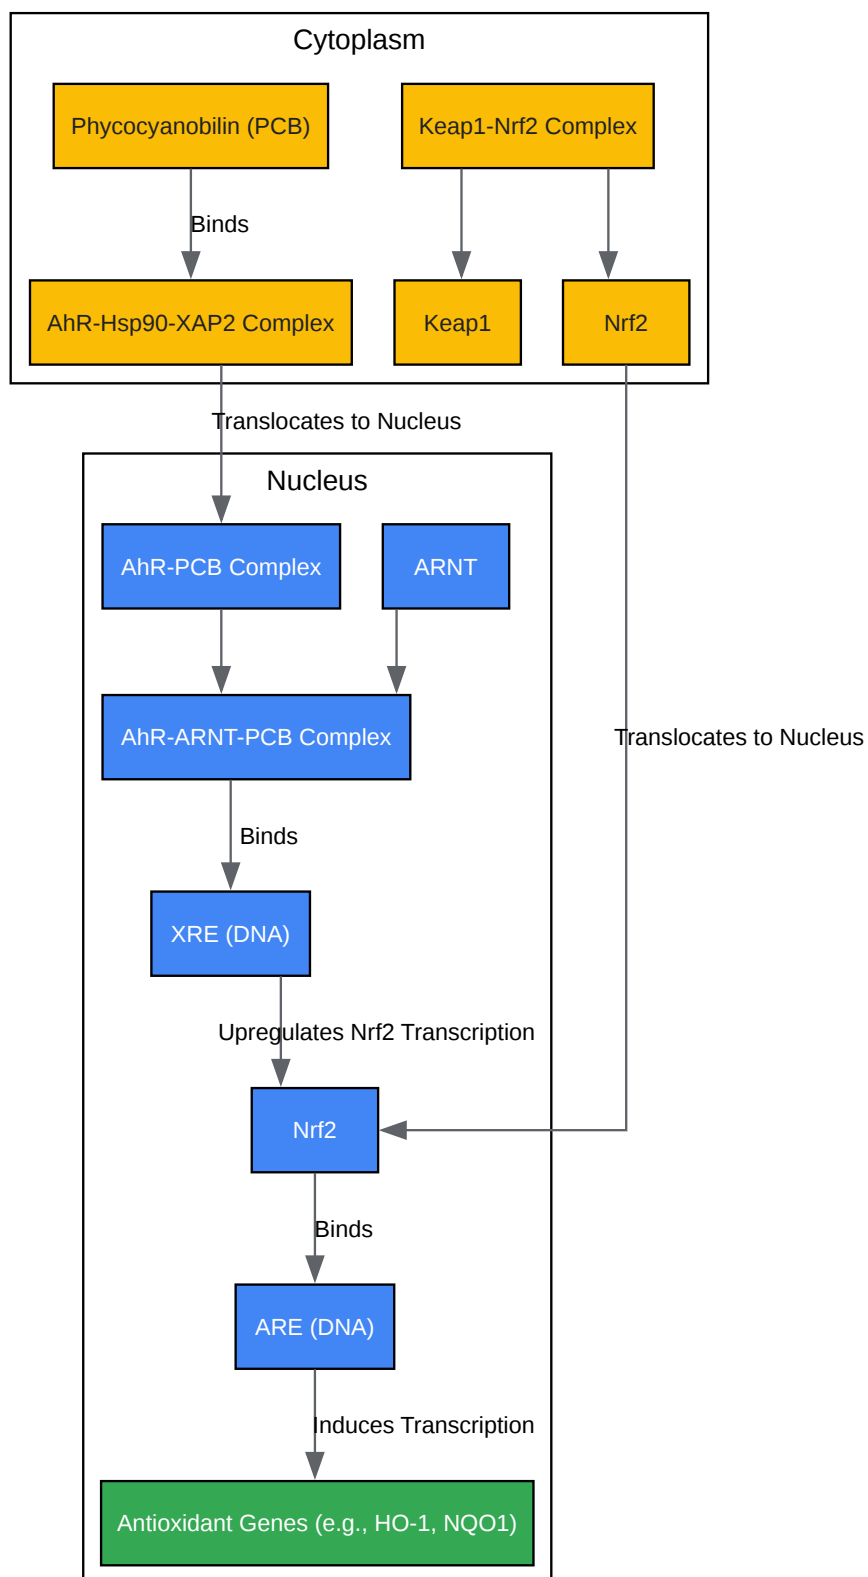 Cytoplasm
Phycocyanobilin (PCB)
Keap1-Nrf2 Complex
Binds
AhR-Hsp90-XAP2 Complex
Keap1
Nrf2
Translocates to Nucleus
Nucleus
AhR-PCB Complex
ARNT
AhR-ARNT-PCB Complex
Translocates to Nucleus
Binds
XRE (DNA)
Upregulates Nrf2 Transcription
Nrf2
Binds
ARE (DNA)
Induces Transcription
Antioxidant Genes (e.g., HO-1, NQO1)